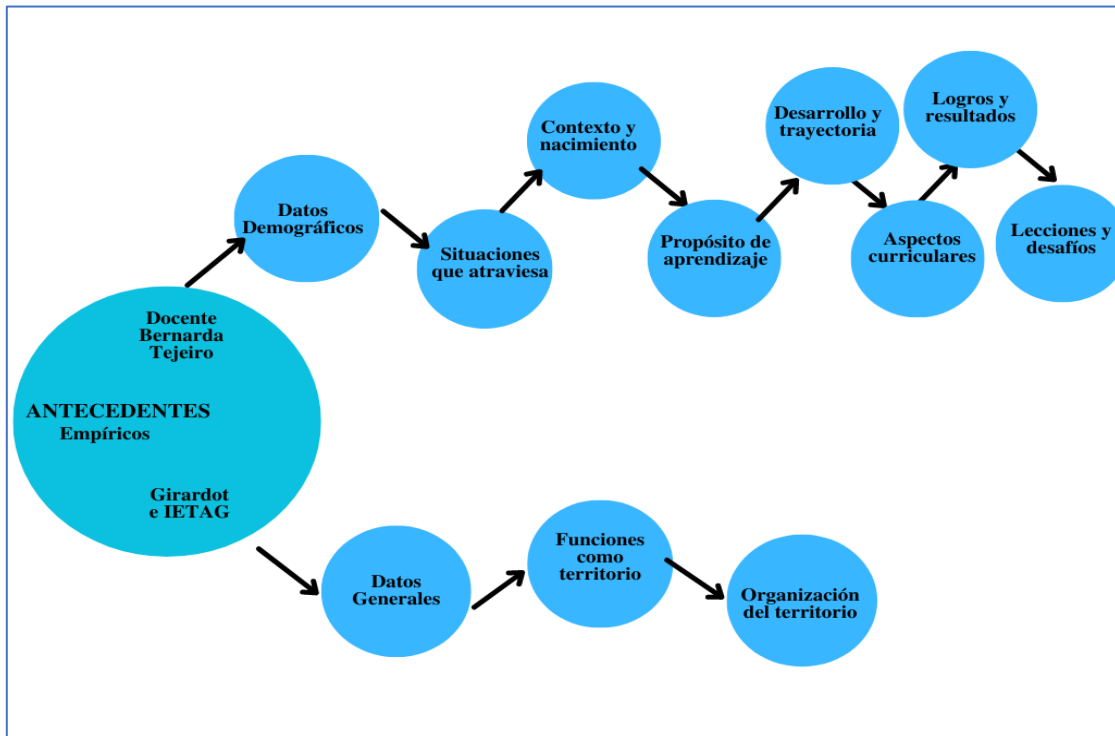 Docente
Bernarda
Tejeiro
ANTECEDENTES
Empíricos
Girardot
e IETAG
Datos
Demográficos
Situaciones
que atraviesa
Contexto y
nacimiento
Propósito de
aprendizaje
Desarrollo y
trayectoria
Aspectos
curriculares
Logros y
resultados
Lecciones y
desafíos
Datos
Generales
Funciones
como
territorio
Organización
del territorio